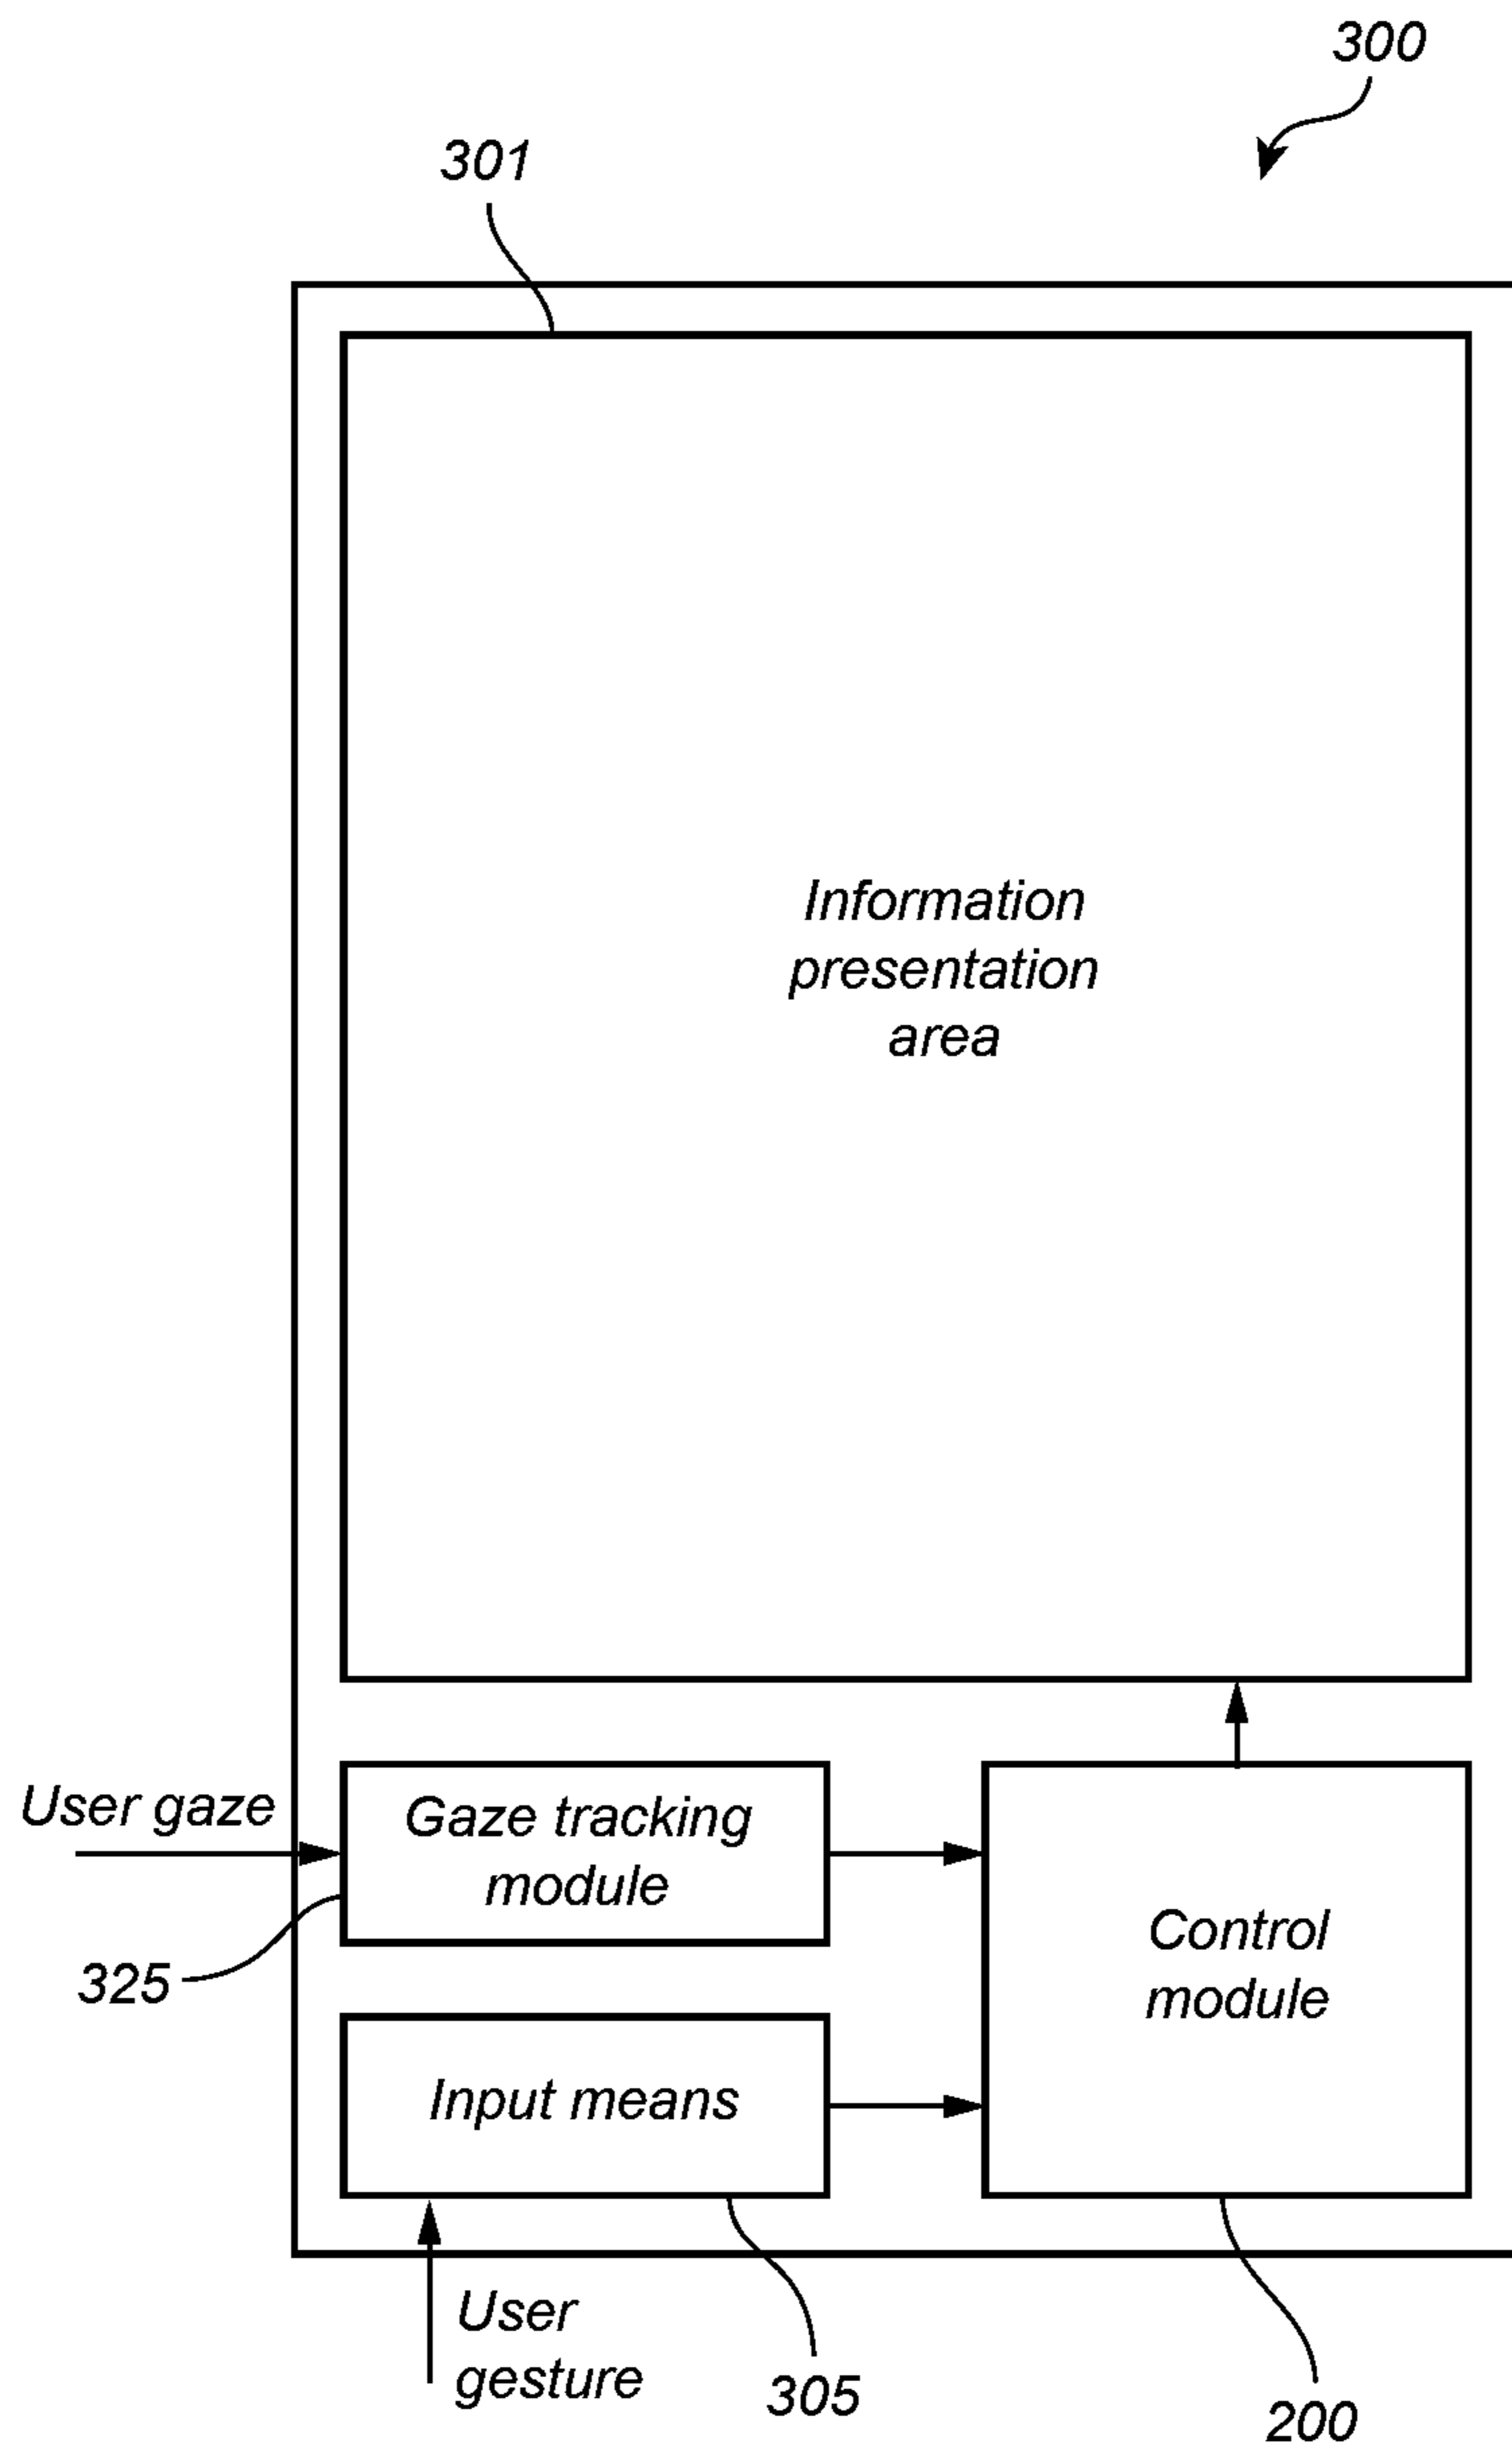 300
301
Information
presentation
area
User gaze
Gaze tracking
module
325
Control
module
Input means
User
gesture
305
200